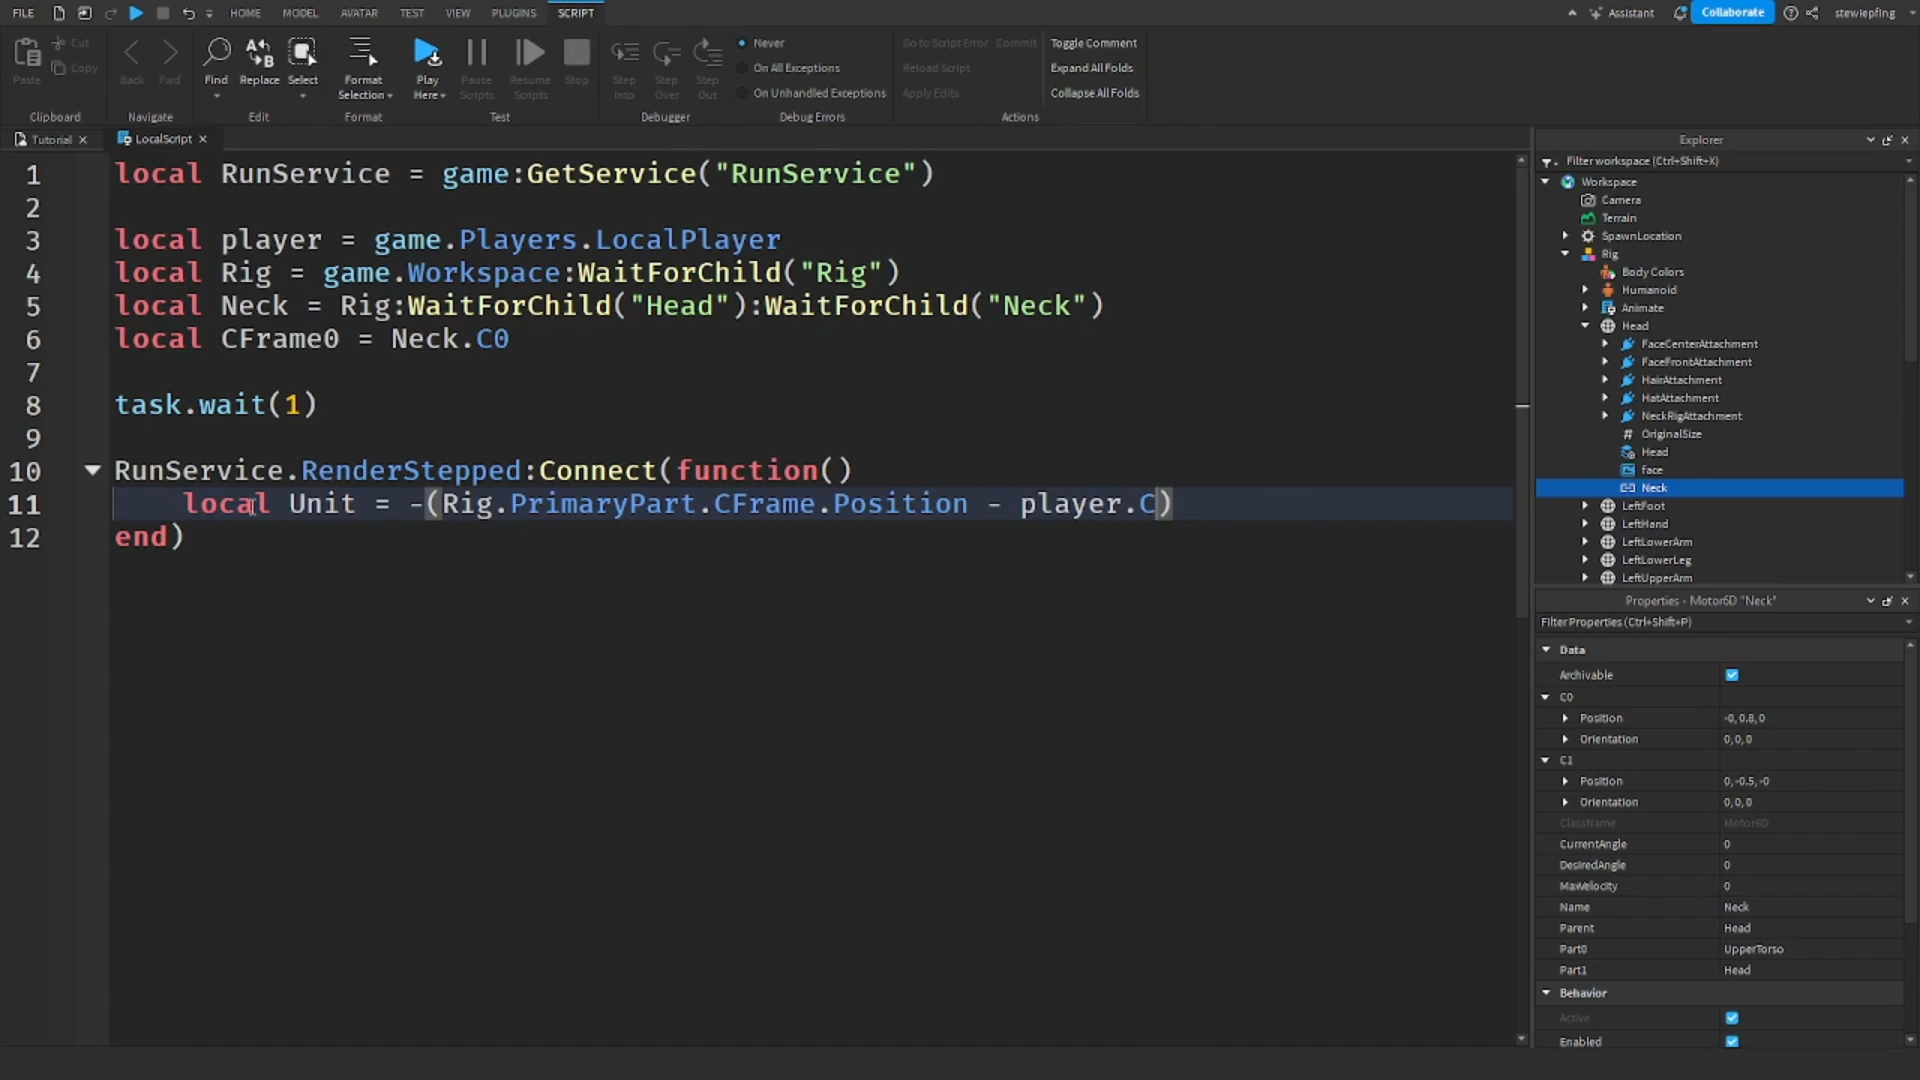 FILE HOME MODEL AVATAR TEST VIEW PLUGINS SCRIPT Assistant Collaborate stewiepfing
Paste Cut Copy Back Fwd Find Replace Select Format Selection Play Here Pause Scripts Resume Scripts Stop Step Into Step Over Step Out
Never
On All Exceptions
On Unhandled Exceptions
Go to Script Error Commit
Reload Script
Apply Edits
Toggle Comment
Expand All Folds
Collapse All Folds
Clipboard Navigate Edit Format Test Debugger Debug Errors Actions
Tutorial LocalScript
1 local RunService = game:GetService("RunService")
2
3 local player = game.Players.LocalPlayer
4 local Rig = game.Workspace:WaitForChild("Rig")
5 local Neck = Rig:WaitForChild("Head"):WaitForChild("Neck")
6 local CFrame0 = Neck.C0
7
8 task.wait(1)
9
10 RunService.RenderStepped:Connect(function()
11 local Unit = -(Rig.PrimaryPart.CFrame.Position - player.C)
12 end)
Explorer
Filter workspace (Ctrl+Shift+X)
Workspace
Camera
Terrain
SpawnLocation
Rig
Body Colors
Humanoid
Animate
Head
FaceCenterAttachment
FaceFrontAttachment
HairAttachment
HatAttachment
NeckRigAttachment
OriginalSize
Head
face
Neck
LeftFoot
LeftHand
LeftLowerArm
LeftLowerLeg
LeftUpperArm
Properties - Motor6D "Neck"
Filter Properties (Ctrl+Shift+P)
Data
Archivable
C0
Position -0, 0.8, 0
Orientation 0, 0, 0
C1
Position 0, -0.5, -0
Orientation 0, 0, 0
ClassName Motor6D
CurrentAngle 0
DesiredAngle 0
MaxVelocity 0
Name Neck
Parent Head
Part0 UpperTorso
Part1 Head
Behavior
Active
Enabled